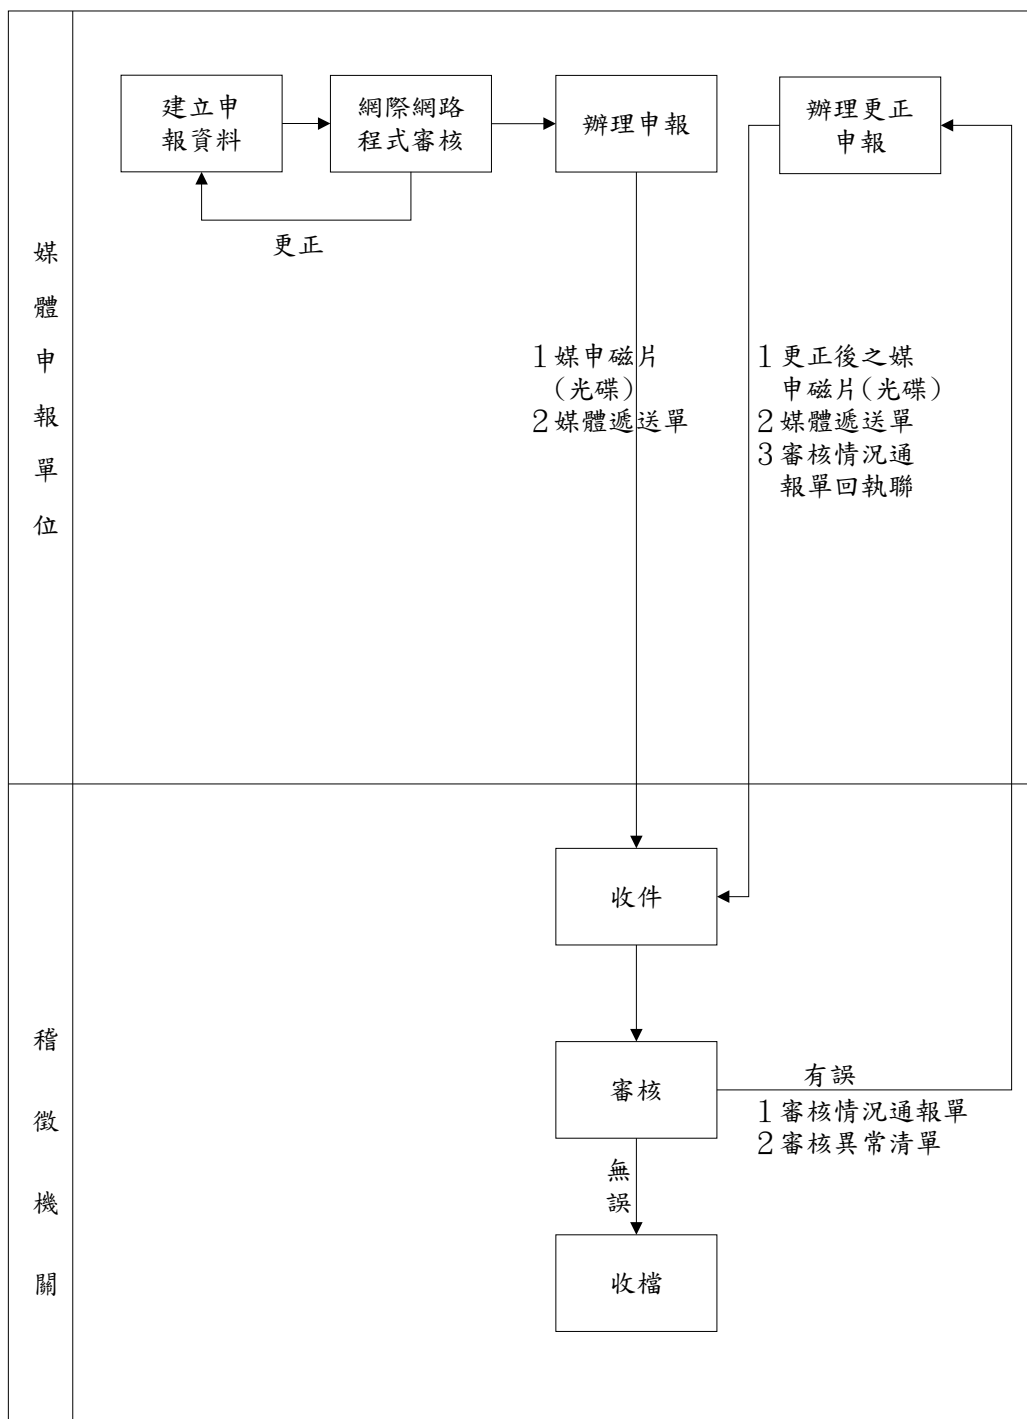 媒體申報單位
建立申
報資料
網際網路
程式審核
辦理申報
辦理更正
申報
更正
1媒申磁片
(光碟)
2媒體遞送單
1更正後之媒
申磁片(光碟)
2媒體遞送單
3審核情況通
報單回執聯
稽徵機關
收件
審核
有誤
1審核情況通報單
2審核異常清單
無誤
收檔